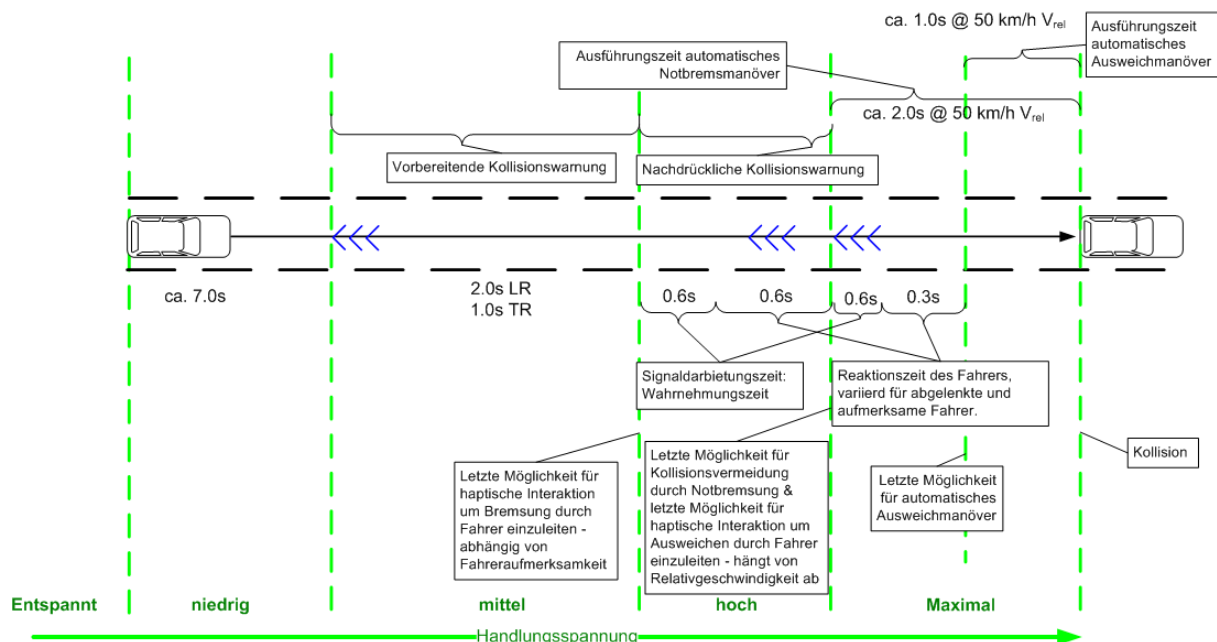 ca. 1.0s @ 50 km/h Vrel
Ausführungszeit
automatisches
Ausweichmanöver
Ausführungszeit automatisches
Notbremsmanöver
ca. 2.0s @ 50 km/h Vrel
Vorbereitende Kollisionswarnung
Nachdrückliche Kollisionswarnung
ca. 7.0s
2.0s LR
1.0s TR
0.6s
0.6s
0.6s
0.3s
Signaldarbietungszeit:
Wahrnehmungszeit
Reaktionszeit des Fahrers,
variierd für abgelenkte und
aufmerksame Fahrer.
Letzte Möglichkeit für
haptische Interaktion
um Bremsung durch
Fahrer einzuleiten -
abhängig von
Fahreraufmerksamkeit
Letzte Möglichkeit für
Kollisionsvermeidung
durch Notbremsung &
letzte Möglichkeit für
haptische Interaktion um
Ausweichen durch Fahrer
einzuleiten - hängt von
Relativgeschwindigkeit ab
Letzte Möglichkeit
für automatisches
Ausweichmanöver
Kollision
Entspannt
niedrig
mittel
hoch
Maximal
Handlungsspannung